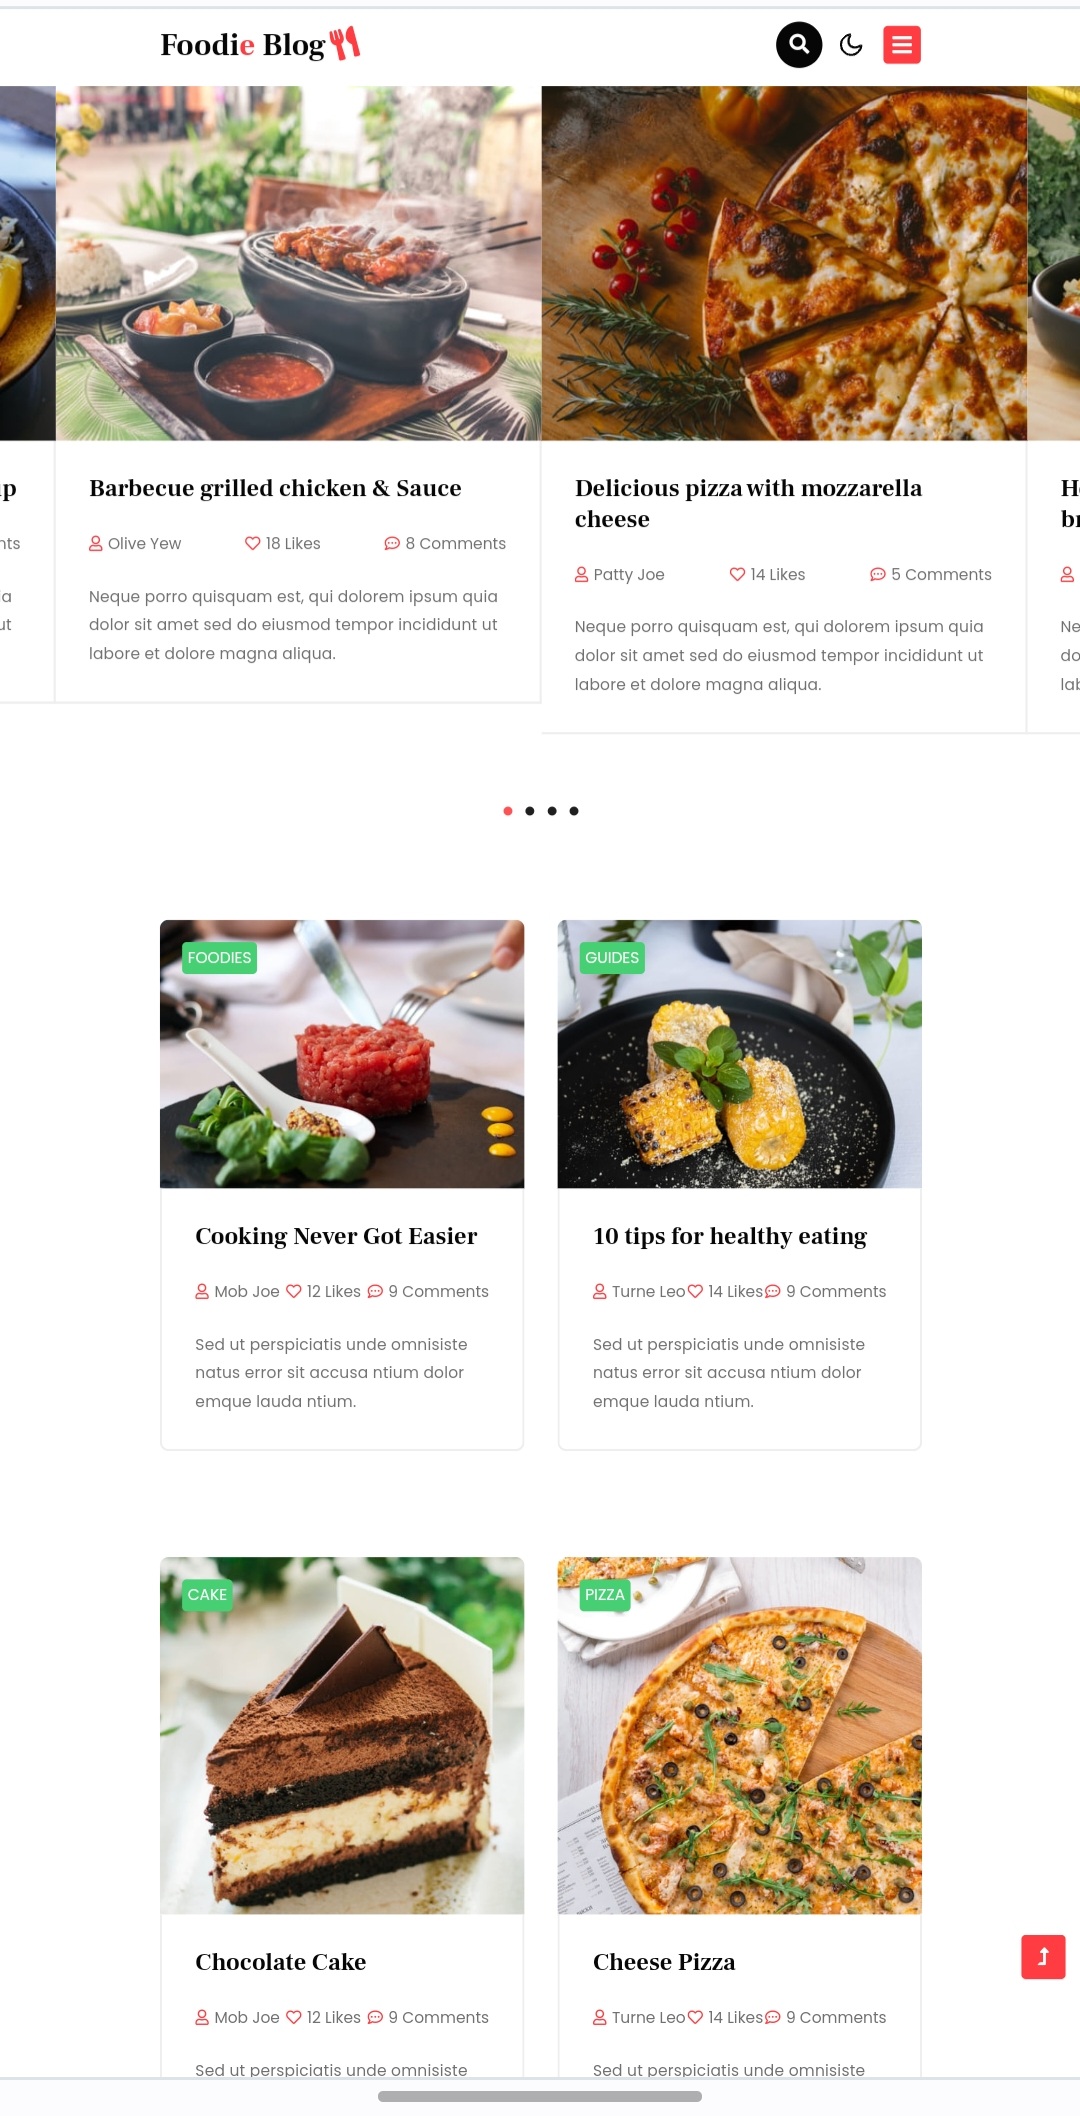 Foodie Blog
up
Barbecue grilled chicken & Sauce
Delicious pizza with mozzarella
cheese
Olive Yew 18 Likes 8 Comments
Patty Joe 14 Likes 5 Comments
Neque porro quisquam est, qui dolorem ipsum quia
dolor sit amet sed do eiusmod tempor incididunt ut
labore et dolore magna aliqua.
Neque porro quisquam est, qui dolorem ipsum quia
dolor sit amet sed do eiusmod tempor incididunt ut
labore et dolore magna aliqua.
FOODIES
GUIDES
Cooking Never Got Easier
Mob Joe 12 Likes 9 Comments
Sed ut perspiciatis unde omnisiste
natus error sit accusa ntium dolor
emque lauda ntium.
10 tips for healthy eating
Turne Leo 14 Likes 9 Comments
Sed ut perspiciatis unde omnisiste
natus error sit accusa ntium dolor
emque lauda ntium.
CAKE
PIZZA
Chocolate Cake
Mob Joe 12 Likes 9 Comments
Sed ut perspiciatis unde omnisiste
Cheese Pizza
Turne Leo 14 Likes 9 Comments
Sed ut perspiciatis unde omnisiste